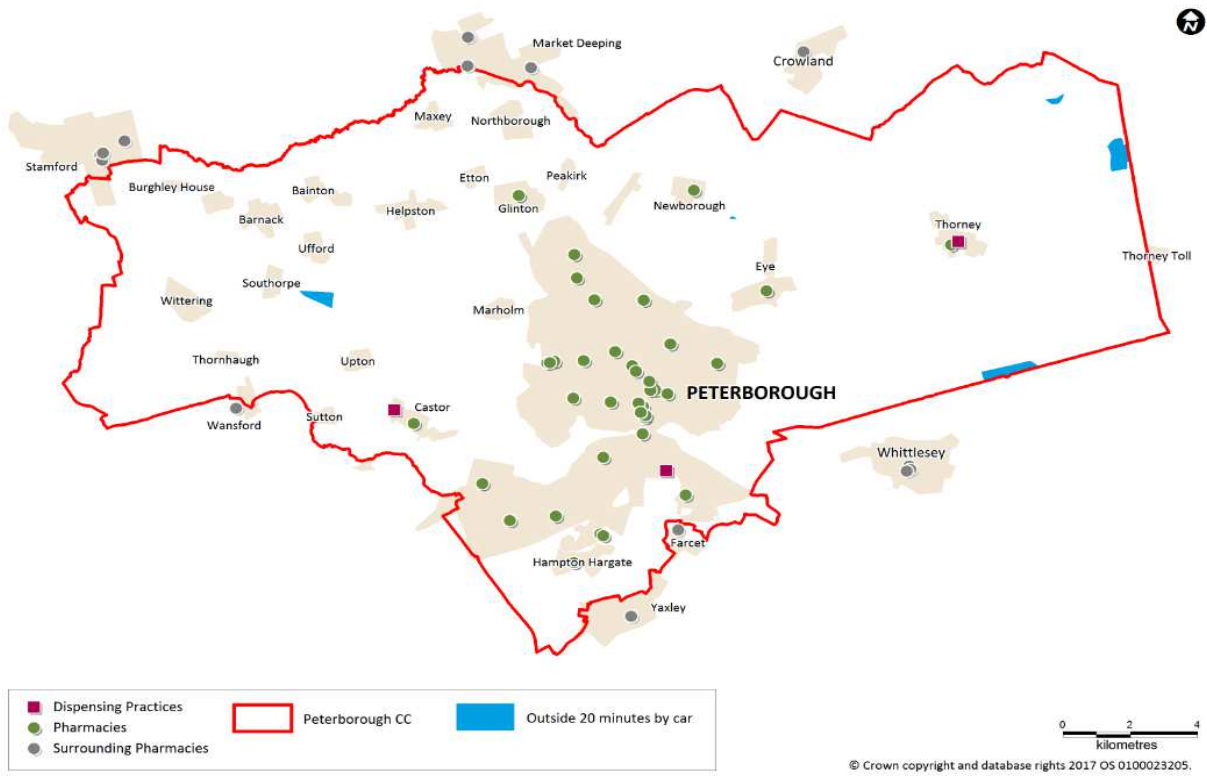 N
Market Deeping
Crowland
Maxey
Northborough
Stamford
Etton
Peakirk
Burghley House
Bainton
Barnack
Helpston
Glinton
Newborough
Thorney
Ufford
Eye
Thorney Toll
Southorpe
Wittering
Marholm
Thornhaugh
Upton
PETERBOROUGH
Castor
Wansford
Sutton
Whittlesey
Farcet
Hampton Hargate
Yaxley
Dispensing Practices
Pharmacies
Surrounding Pharmacies
Peterborough CC
Outside 20 minutes by car
0 2 4
kilometres
© Crown copyright and database rights 2017 OS 0100023205.